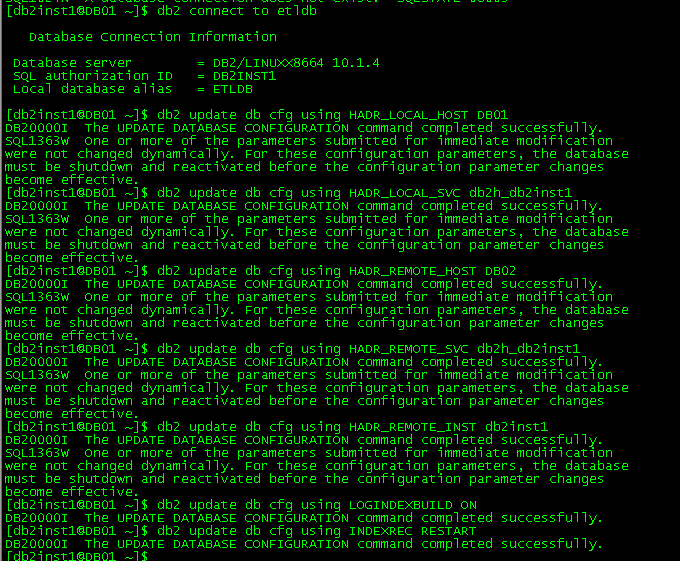 [db2inst1@DB01 ~]$ db2 connect to etldb
Database Connection Information
Database server = DB2/LINUXX8664 10.1.4
SQL authorization ID = DB2INST1
Local database alias = ETLDB
[db2inst1@DB01 ~]$ db2 update db cfg using HADR_LOCAL_HOST DB01
DB20000I The UPDATE DATABASE CONFIGURATION command completed successfully.
SQL1363W One or more of the parameters submitted for immediate modification
were not changed dynamically. For these configuration parameters, the database
must be shutdown and reactivated before the configuration parameter changes
become effective.
[db2inst1@DB01 ~]$ db2 update db cfg using HADR_LOCAL_SVC db2h_db2inst1
DB20000I The UPDATE DATABASE CONFIGURATION command completed successfully.
SQL1363W One or more of the parameters submitted for immediate modification
were not changed dynamically. For these configuration parameters, the database
must be shutdown and reactivated before the configuration parameter changes
become effective.
[db2inst1@DB01 ~]$ db2 update db cfg using HADR_REMOTE_HOST DB02
DB20000I The UPDATE DATABASE CONFIGURATION command completed successfully.
SQL1363W One or more of the parameters submitted for immediate modification
were not changed dynamically. For these configuration parameters, the database
must be shutdown and reactivated before the configuration parameter changes
become effective.
[db2inst1@DB01 ~]$ db2 update db cfg using HADR_REMOTE_SVC db2h_db2inst1
DB20000I The UPDATE DATABASE CONFIGURATION command completed successfully.
SQL1363W One or more of the parameters submitted for immediate modification
were not changed dynamically. For these configuration parameters, the database
must be shutdown and reactivated before the configuration parameter changes
become effective.
[db2inst1@DB01 ~]$ db2 update db cfg using HADR_REMOTE_INST db2inst1
DB20000I The UPDATE DATABASE CONFIGURATION command completed successfully.
SQL1363W One or more of the parameters submitted for immediate modification
were not changed dynamically. For these configuration parameters, the database
must be shutdown and reactivated before the configuration parameter changes
become effective.
[db2inst1@DB01 ~]$ db2 update db cfg using LOGINDEXBUILD ON
DB20000I The UPDATE DATABASE CONFIGURATION command completed successfully.
[db2inst1@DB01 ~]$ db2 update db cfg using INDEXREC RESTART
DB20000I The UPDATE DATABASE CONFIGURATION command completed successfully.
[db2inst1@DB01 ~]$